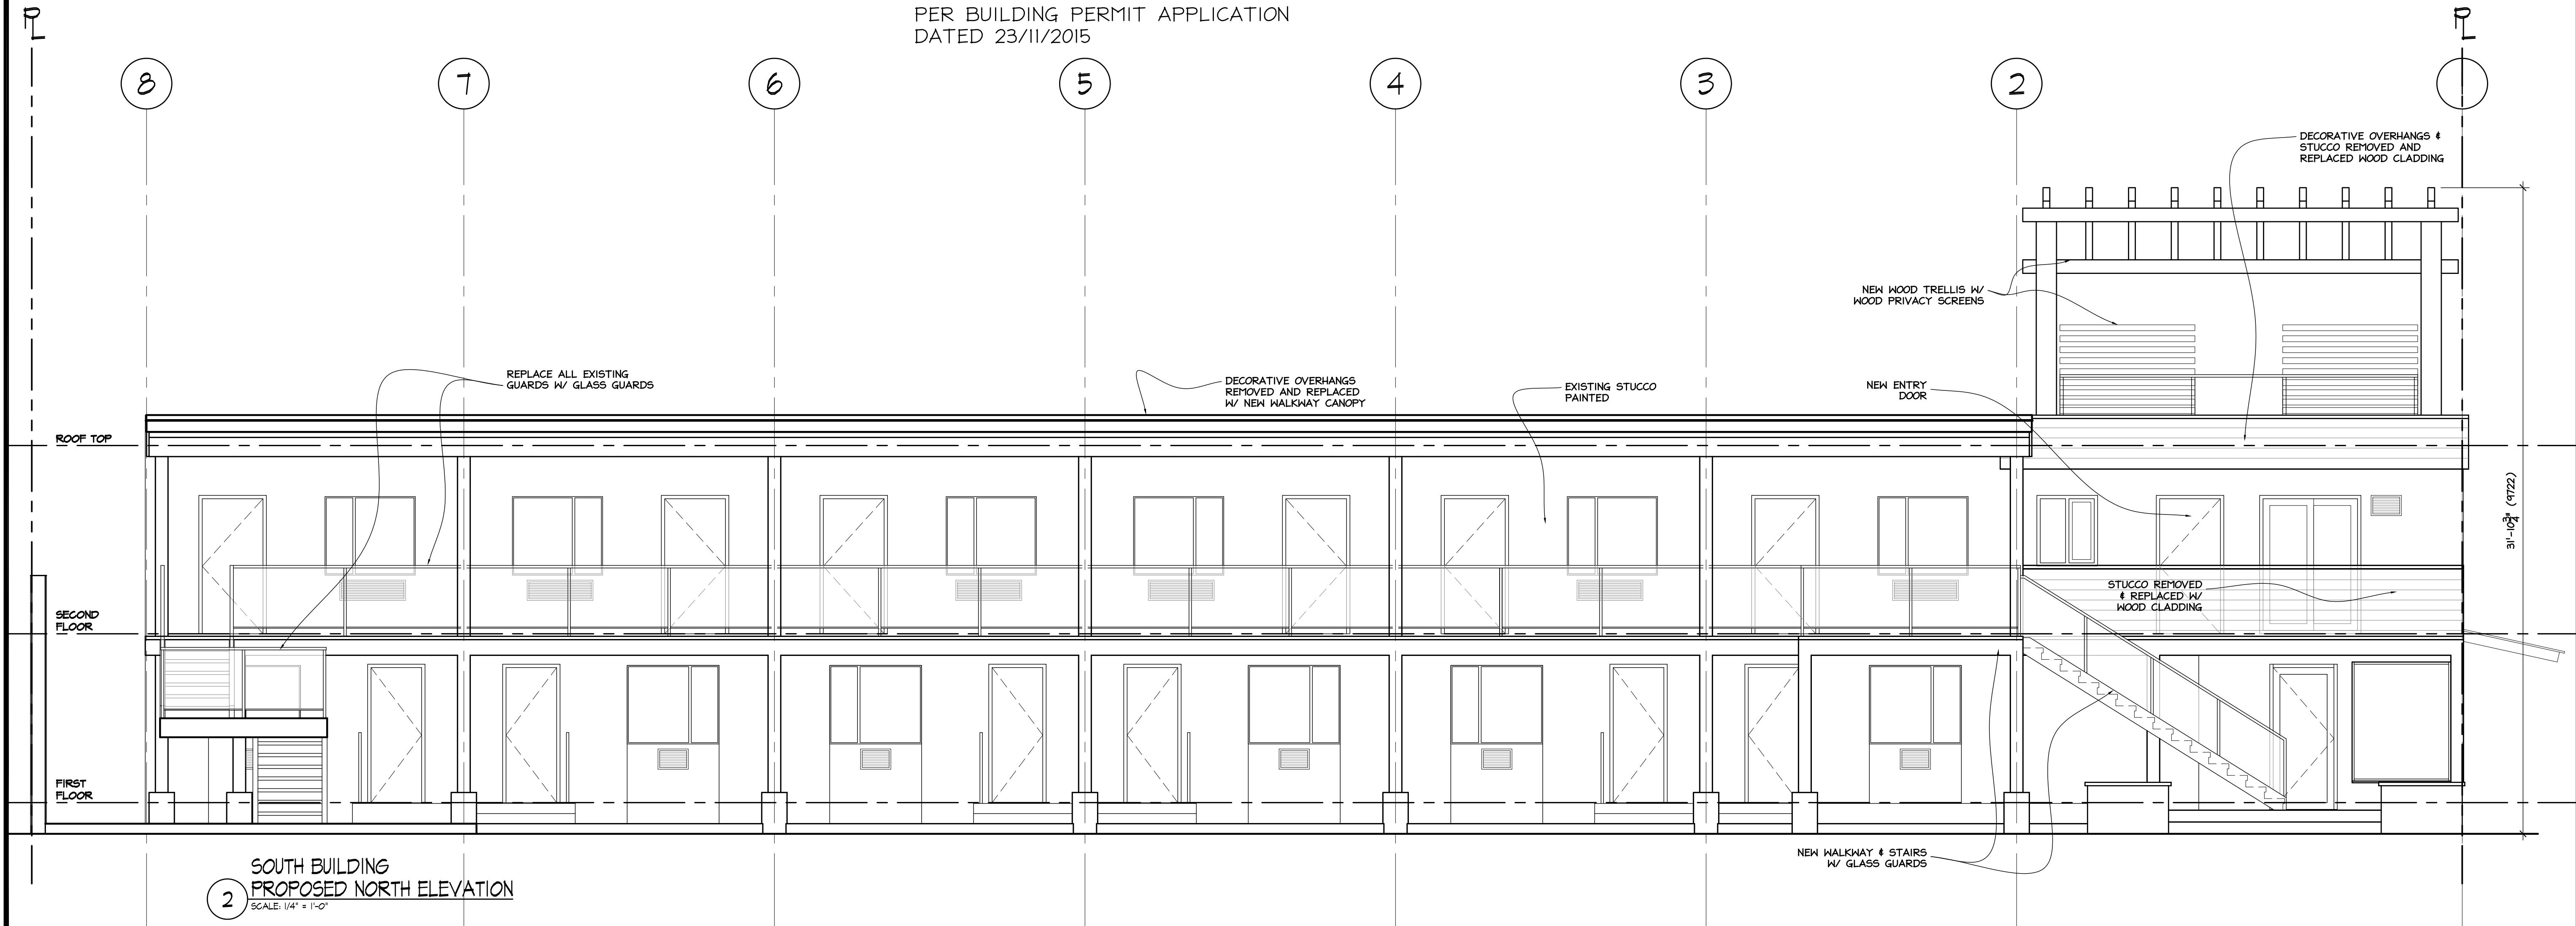 PER BUILDING PERMIT APPLICATION
DATED 23/11/2015
PL
PL
8
7
6
5
4
3
2
DECORATIVE OVERHANGS &
STUCCO REMOVED AND
REPLACED WOOD CLADDING
NEW WOOD TRELLIS W/
WOOD PRIVACY SCREENS
REPLACE ALL EXISTING
GUARDS W/ GLASS GUARDS
DECORATIVE OVERHANGS
REMOVED AND REPLACED
W/ NEW WALKWAY CANOPY
EXISTING STUCCO
PAINTED
NEW ENTRY
DOOR
ROOF TOP
31'-10 3/4" (9722)
STUCCO REMOVED
& REPLACED W/
WOOD CLADDING
SECOND
FLOOR
FIRST
FLOOR
NEW WALKWAY & STAIRS
W/ GLASS GUARDS
2
SOUTH BUILDING
PROPOSED NORTH ELEVATION
SCALE: 1/4" = 1'-0"